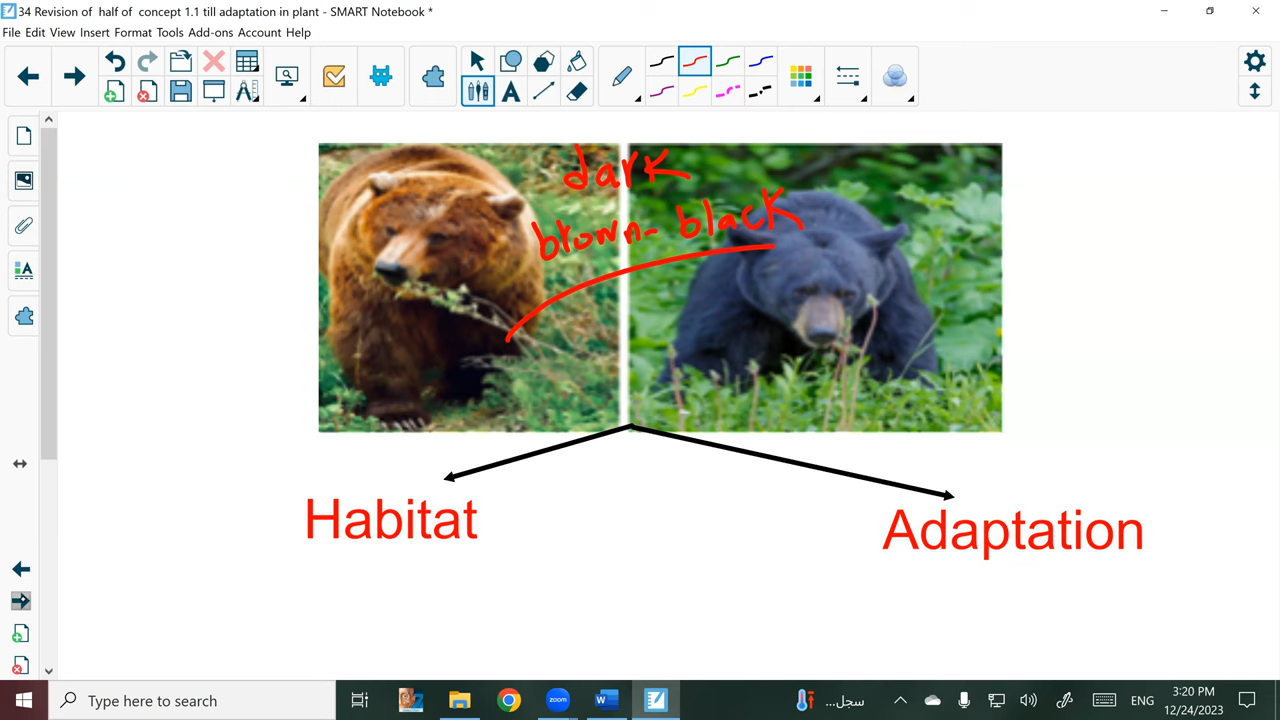 34 Revision of  half of  concept 1.1 till adaptation in plant - SMART Notebook *
File Edit View Insert Format Tools Add-ons Account Help
dark
brown- black
Habitat
Adaptation
Type here to search
zoom
سجل...
ENG
3:20 PM
12/24/2023